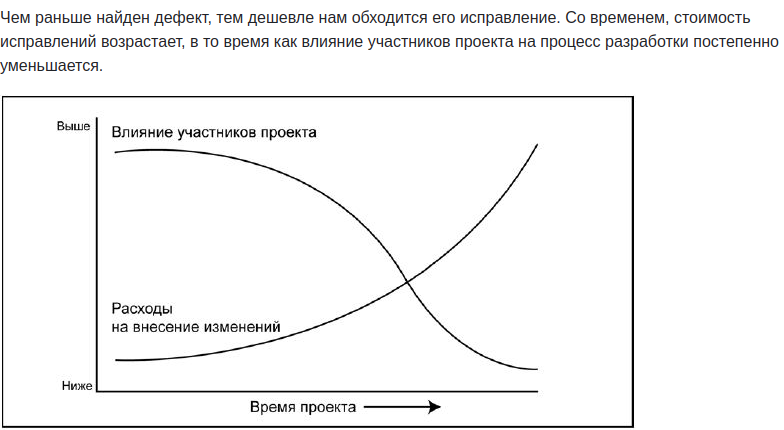 Чем раньше найден дефект, тем дешевле нам обходится его исправление. Со временем, стоимость
исправлений возрастает, в то время как влияние участников проекта на процесс разработки постепенно
уменьшается.
Выше
Влияние участников проекта
Расходы
на внесение изменений
Ниже
Время проекта